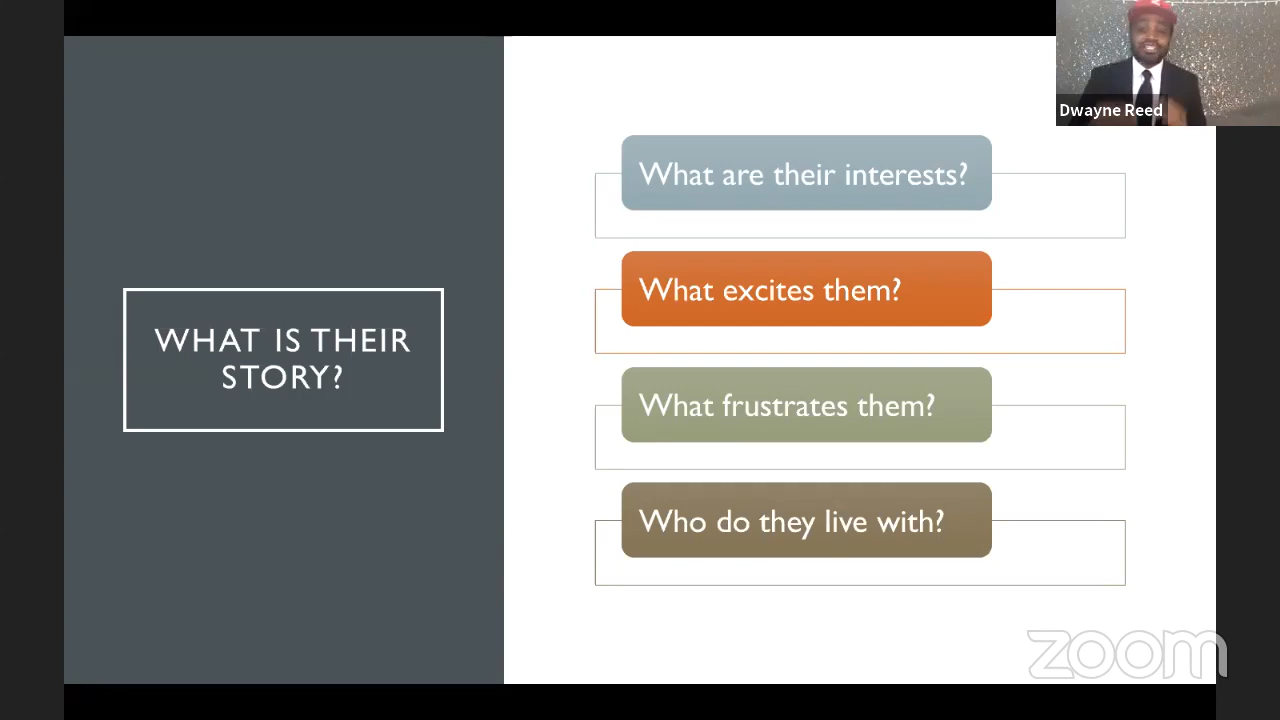 Dwayne Reed
WHAT IS THEIR
STORY?
What are their interests?
What excites them?
What frustrates them?
Who do they live with?
zoom